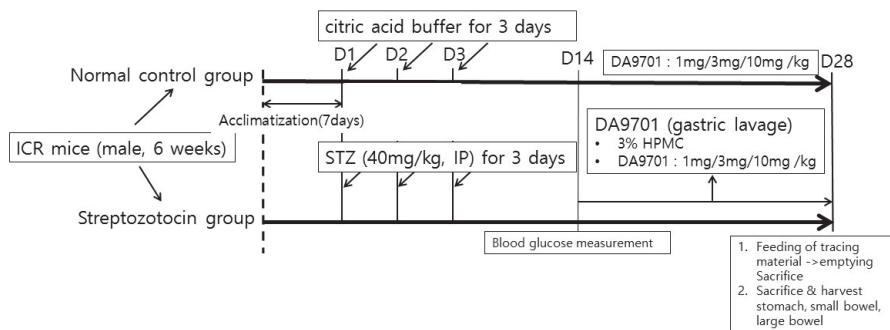 citric acid buffer for 3 days
D1
D2
D3
D14
DA9701 : 1mg/3mg/10mg /kg
D28
Normal control group
Acclimatization(7days)
ICR mice (male, 6 weeks)
DA9701 (gastric lavage)
• 3% HPMC
• DA9701 : 1mg/3mg/10mg /kg
STZ (40mg/kg, IP) for 3 days
Streptozotocin group
Blood glucose measurement
1. Feeding of tracing
material ->emptying
Sacrifice
2. Sacrifice & harvest
stomach, small bowel,
large bowel